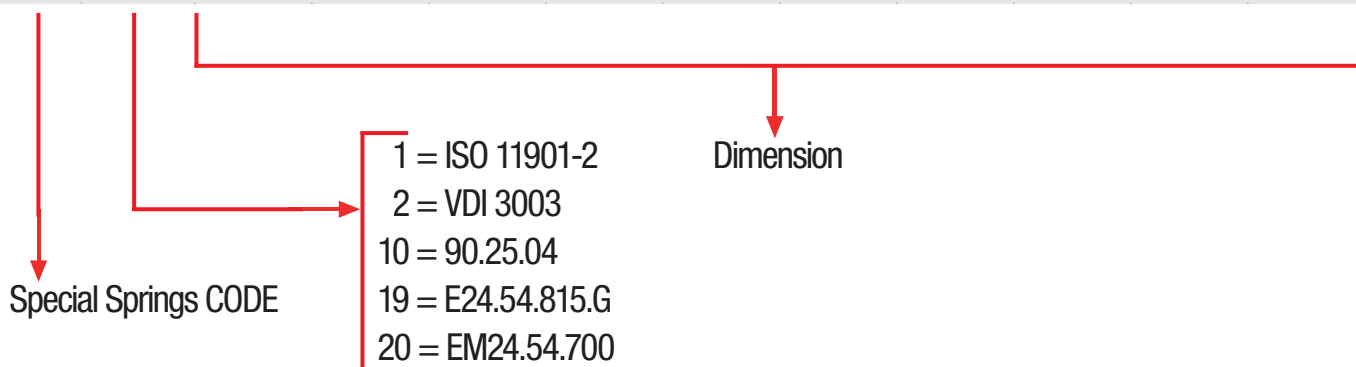 1 = ISO 11901-2
Dimension
2 = VDI 3003
10 = 90.25.04
Special Springs CODE
19 = E24.54.815.G
20 = EM24.54.700